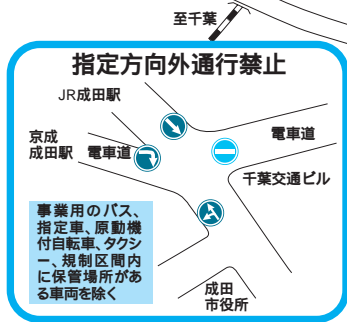 至千葉
指定方向外通行禁止
JR成田駅
京成
成田駅
電車道
電車道
千葉交通ビル
事業用のバス、
指定車、原動機
付自転車、タクシ
ー、規制区間内
に保管場所があ
る車両を除く
成田
市役所